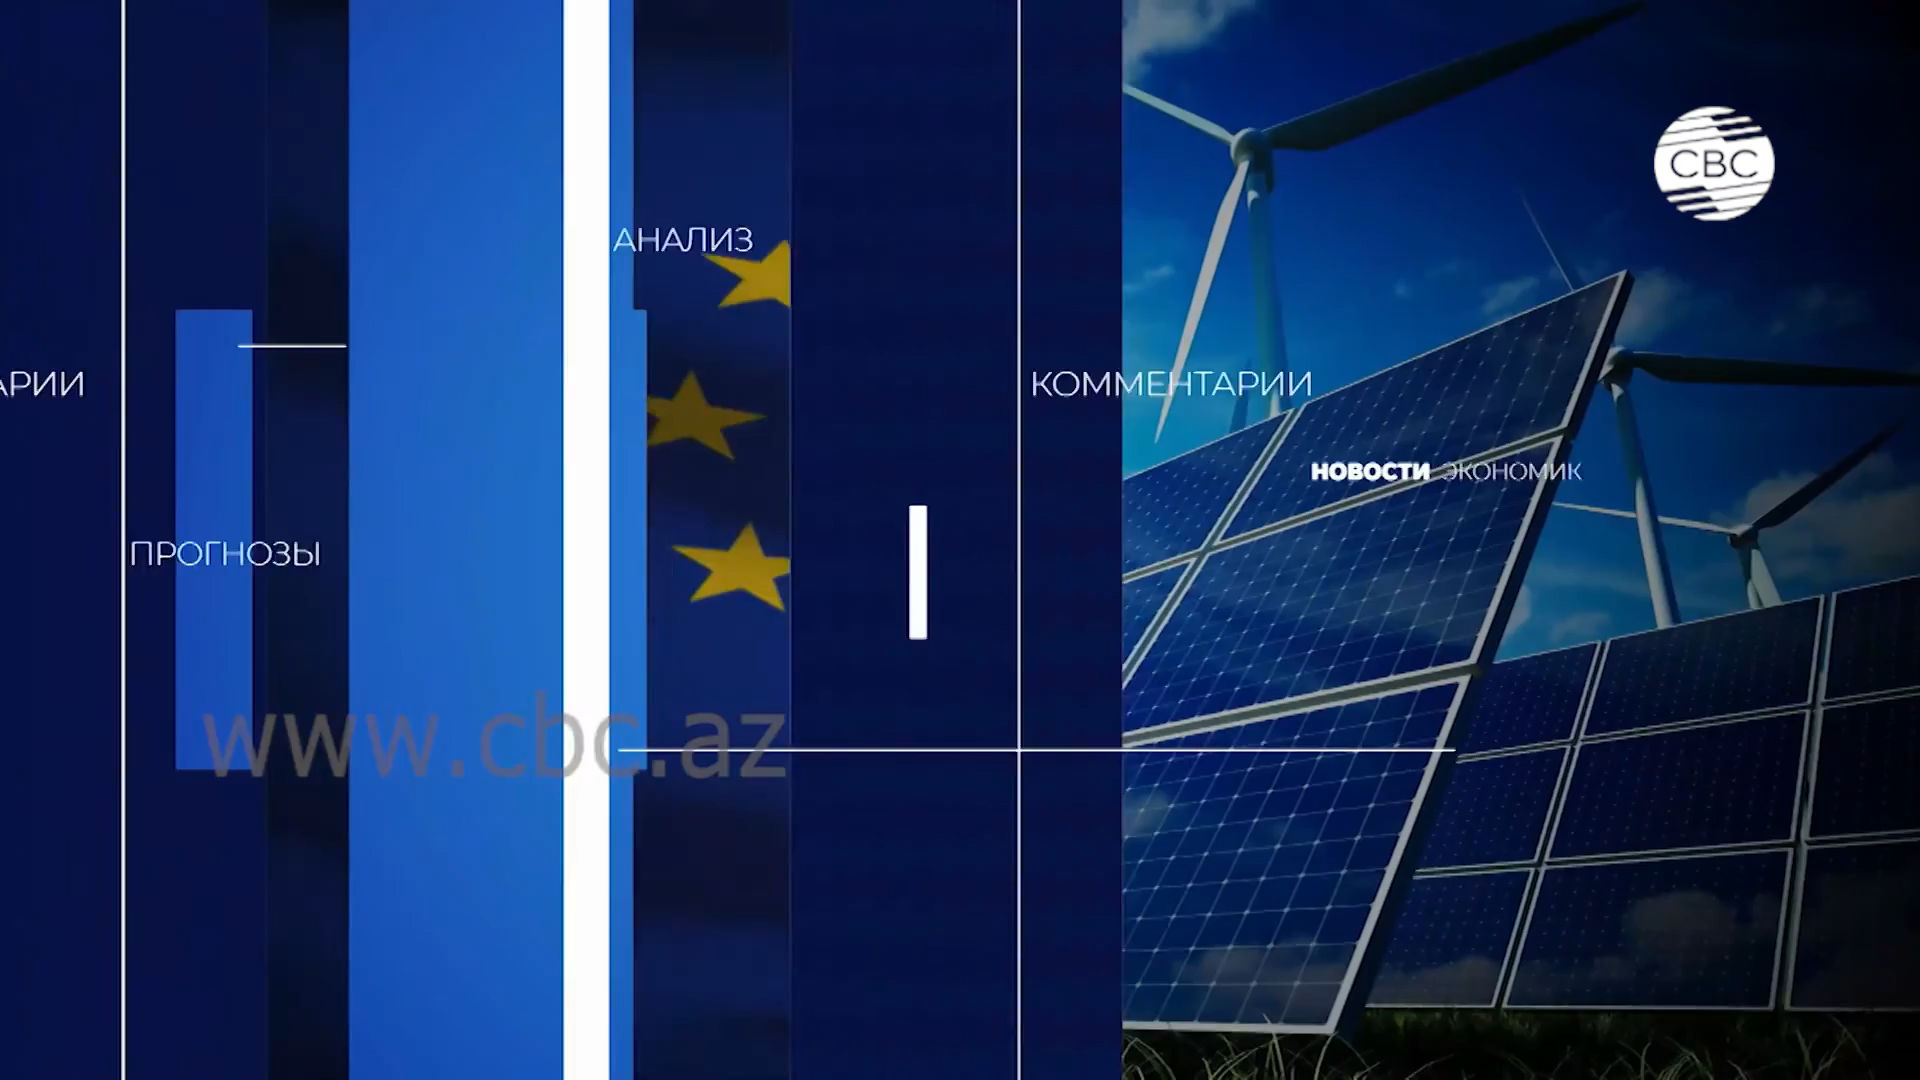 CBC
АНАЛИЗ
АРИИ
КОММЕНТАРИИ
НОВОСТИ ЭКОНОМИК
ПРОГНОЗЫ
www.cbc.az